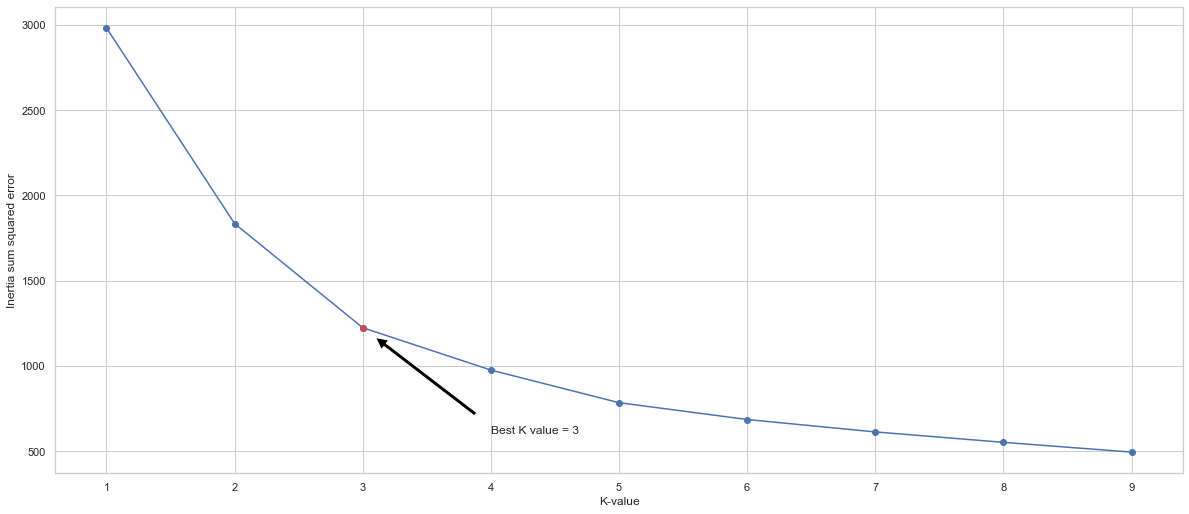 3000
2500
2000
1500
1000
500
Inertia sum squared error
Best K value = 3
1 2 3 4 5 6 7 8 9
K-value